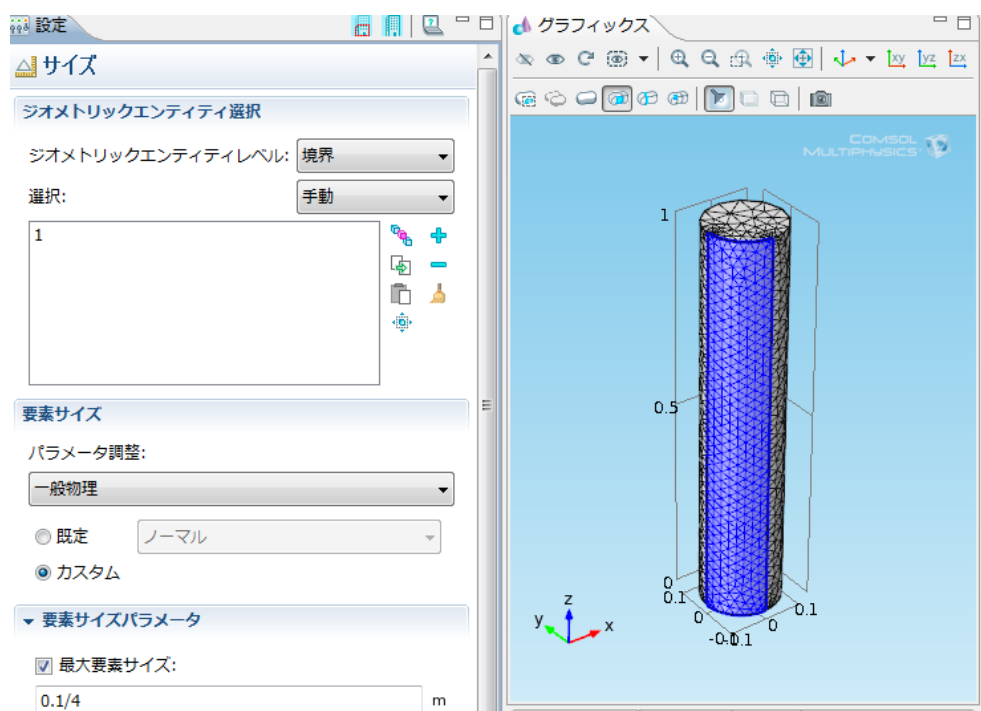 設定
サイズ
ジオメトリックエンティティ選択
ジオメトリックエンティティレベル: 境界
選択: 手動
1
要素サイズ
パラメータ調整:
一般物理
既定 ノーマル
カスタム
要素サイズパラメータ
最大要素サイズ:
0.1/4 m
グラフィックス
xy yz zx
COMSOL
MULTIPHYSICS
1
0.5
0
0.1
0
-0.1
0.1
0
0.1
z
y x